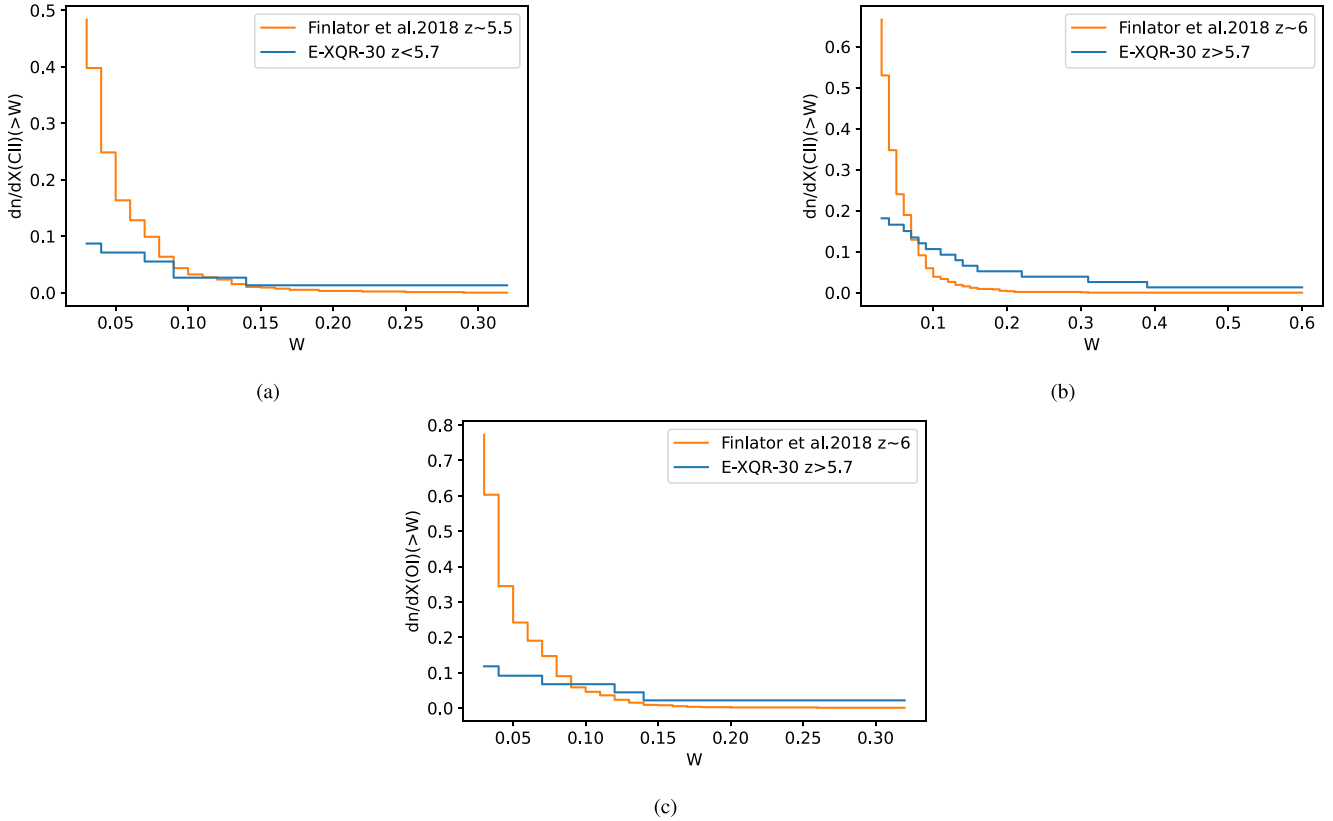 Finlator et al.2018 z~5.5
E-XQR-30 z<5.7
dn/dX(CII)(>W)
0.5
0.4
0.3
0.2
0.1
0.0
0.05 0.10 0.15 0.20 0.25 0.30
W
(a)
Finlator et al.2018 z~6
E-XQR-30 z>5.7
dn/dX(CII)(>W)
0.6
0.5
0.4
0.3
0.2
0.1
0.0
0.1 0.2 0.3 0.4 0.5 0.6
W
(b)
Finlator et al.2018 z~6
E-XQR-30 z>5.7
dn/dX(OI)(>W)
0.8
0.7
0.6
0.5
0.4
0.3
0.2
0.1
0.0
0.05 0.10 0.15 0.20 0.25 0.30
W
(c)